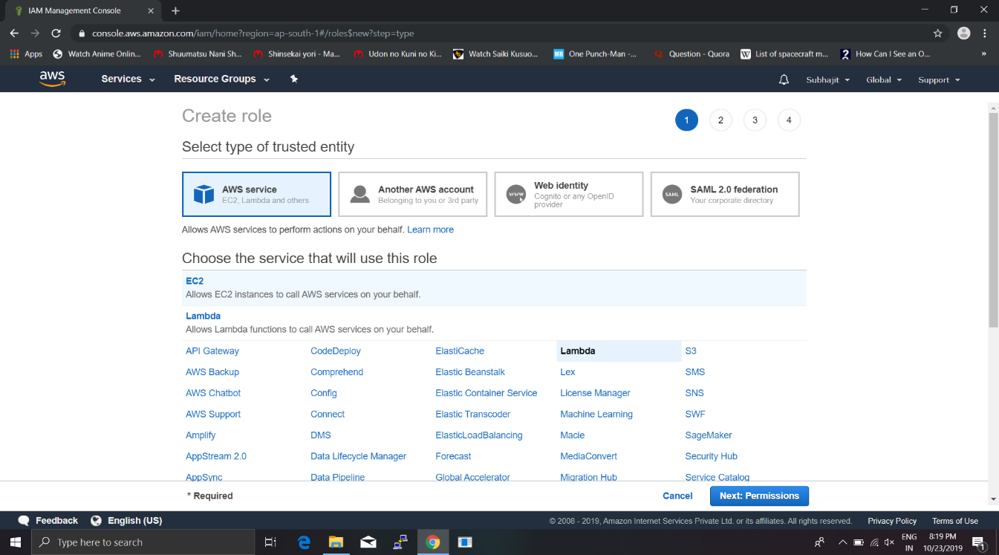 IAM Management Console
console.aws.amazon.com/iam/home?region=ap-south-1#/roles$new?step=type
Apps Watch Anime Onlin... Shuumatsu Nani Sh... Shinsekai yori - Ma... Udon no Kuni no Ki... Watch Saiki Kusuo... MR One Punch-Man -... Q Question - Quora W List of spacecraft m... ? How Can I See an O... »
aws Services Resource Groups Subhajit Global Support
Create role 1 2 3 4
Select type of trusted entity
AWS service
EC2, Lambda and others
Another AWS account
Belonging to you or 3rd party
www
Web identity
Cognito or any OpenID
provider
SAML
SAML 2.0 federation
Your corporate directory
Allows AWS services to perform actions on your behalf. Learn more
Choose the service that will use this role
EC2
Allows EC2 instances to call AWS services on your behalf.
Lambda
Allows Lambda functions to call AWS services on your behalf.
API Gateway CodeDeploy ElastiCache Lambda S3
AWS Backup Comprehend Elastic Beanstalk Lex SMS
AWS Chatbot Config Elastic Container Service License Manager SNS
AWS Support Connect Elastic Transcoder Machine Learning SWF
Amplify DMS ElasticLoadBalancing Macie SageMaker
AppStream 2.0 Data Lifecycle Manager Forecast MediaConvert Security Hub
AppSync Data Pipeline Global Accelerator Migration Hub Service Catalog
* Required Cancel Next: Permissions
Feedback English (US) © 2008 - 2019, Amazon Internet Services Private Ltd. or its affiliates. All rights reserved. Privacy Policy Terms of Use
Type here to search
ENG
IN
8:19 PM
10/23/2019
1